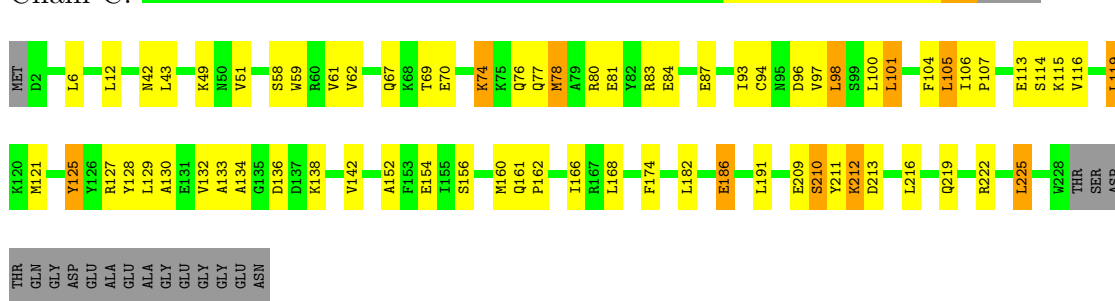 Chain C:
MET D2 L6 L12 N42 L43 K49 N50 V51 S58 W59 R60 V61 V62 Q67 K68 T69 E70 K74 K75 Q76 Q77 M78 A79 R80 E81 Y82 R83 E84 E87 I93 C94 N95 D96 V97 L98 S99 L100 L101 F104 L105 I106 P107 E113 S114 K115 V116 L119
K120 M121 Y125 Y126 R127 Y128 L129 A130 E131 V132 A133 A134 G135 D136 D137 K138 V142 A152 F153 E154 I155 S156 M160 Q161 P162 I166 R167 L168 F174 L182 E186 L191 E209 S210 Y211 K212 D213 L216 Q219 R222 L225 W228 THR SER ASP
THR GLN GLY ASP GLU ALA GLU ALA GLY GLU GLY GLY GLU ASN